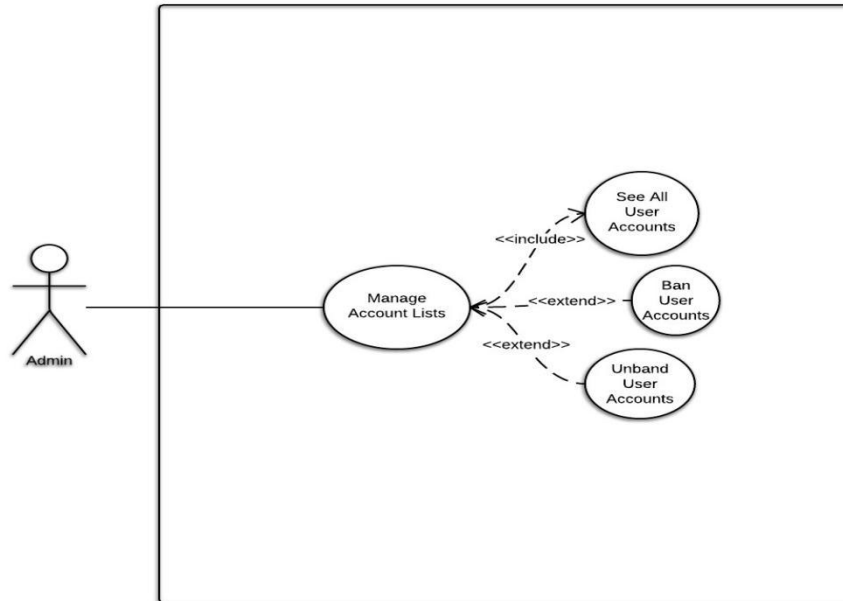 See All
User
Accounts
<<include>>
Ban
User
Accounts
<<extend>>
Manage
Account Lists
<<extend>>
Unband
User
Accounts
Admin